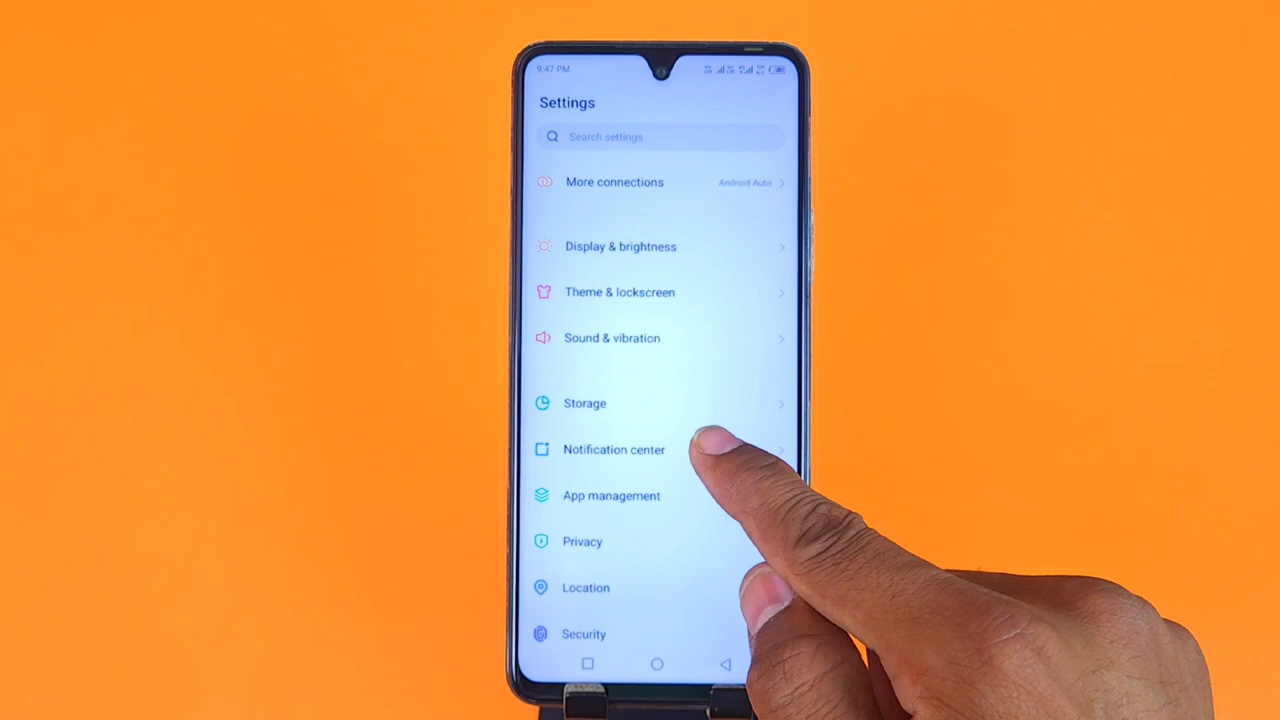 9:47 PM
Settings
Search settings
More connections Android Auto
Display & brightness
Theme & lockscreen
Sound & vibration
Storage
Notification center
App management
Privacy
Location
Security